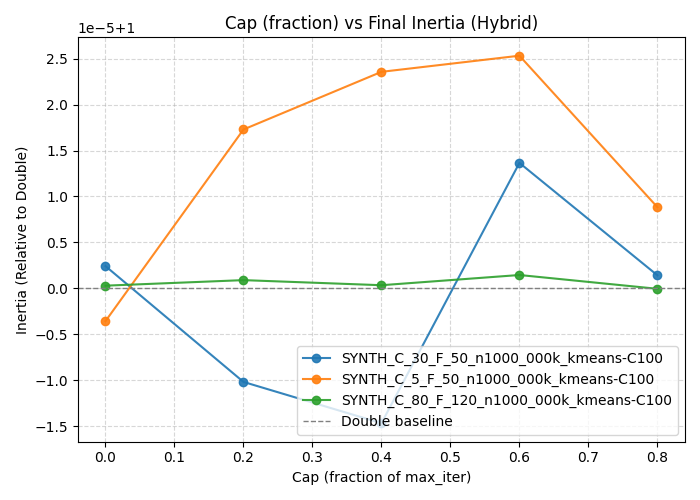 Cap (fraction) vs Final Inertia (Hybrid)
1e−5+1
2.5
2.0
1.5
1.0
0.5
0.0
−0.5
−1.0
−1.5
Inertia (Relative to Double)
SYNTH_C_30_F_50_n1000_000k_kmeans-C100
SYNTH_C_5_F_50_n1000_000k_kmeans-C100
SYNTH_C_80_F_120_n1000_000k_kmeans-C100
Double baseline
0.0 0.1 0.2 0.3 0.4 0.5 0.6 0.7 0.8
Cap (fraction of max_iter)